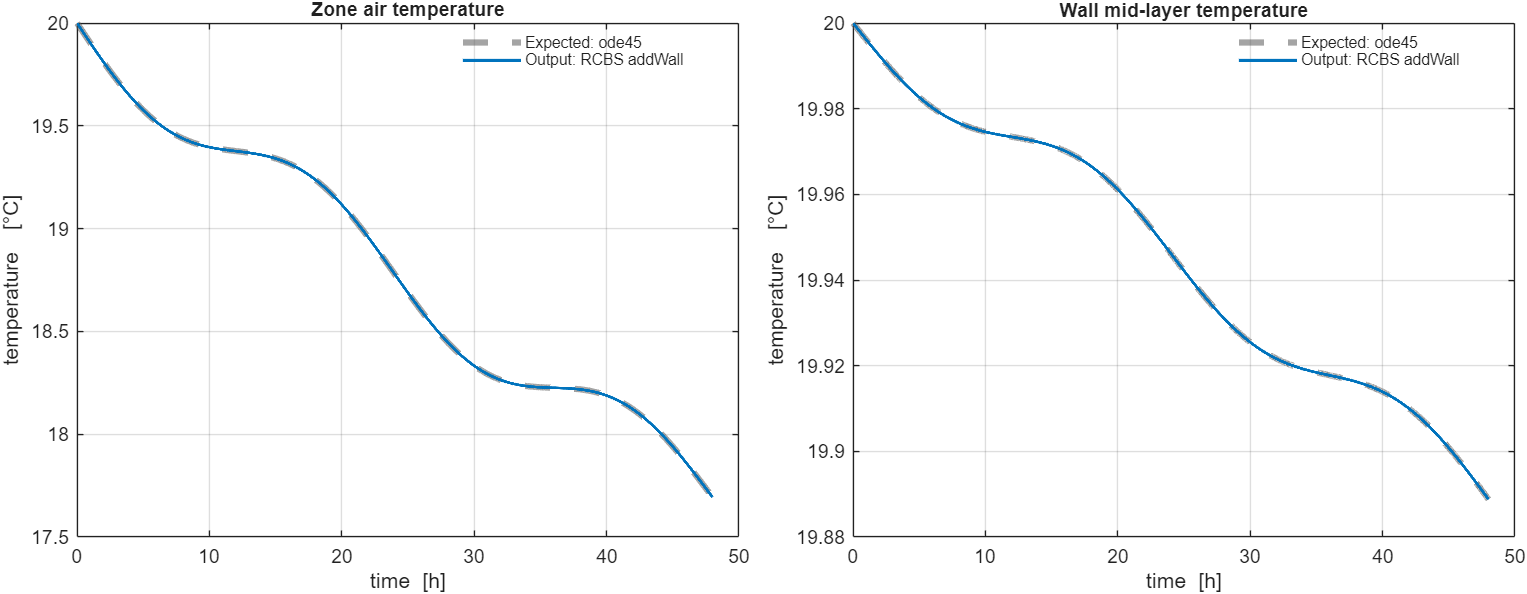 Zone air temperature
20
19.5
19
18.5
18
17.5
0
10
20
30
40
50
time [h]
temperature [°C]
Expected: ode45
Output: RCBS addWall
Wall mid-layer temperature
20
19.98
19.96
19.94
19.92
19.9
19.88
0
10
20
30
40
50
time [h]
temperature [°C]
Expected: ode45
Output: RCBS addWall